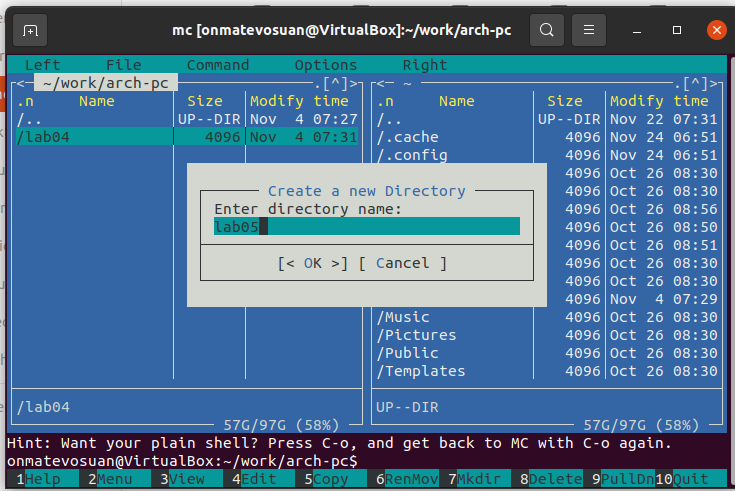 mc [onmatevosuan@VirtualBox]:~/work/arch-pc
Left File Command Options Right
<─ ~/work/arch-pc ─.[^]> <─ ~ ─.[^]>
.n Name Size Modify time .n Name Size Modify time
/.. UP--DIR Nov 4 07:27 /.. UP--DIR Nov 22 07:31
/lab04 4096 Nov 4 07:31 /.cache 4096 Nov 24 06:51
/.config 4096 Nov 24 06:51
4096 Oct 26 08:30
Create a new Directory 4096 Oct 26 08:30
Enter directory name: 4096 Oct 26 08:56
lab05 4096 Oct 26 08:50
4096 Oct 26 08:51
[< OK >] [ Cancel ] 4096 Oct 26 08:30
4096 Oct 26 08:30
4096 Nov 4 07:29
/Music 4096 Oct 26 08:30
/Pictures 4096 Oct 26 08:30
/Public 4096 Oct 26 08:30
/Templates 4096 Oct 26 08:30
/lab04 UP--DIR
57G/97G (58%) 57G/97G (58%)
Hint: Want your plain shell? Press C-o, and get back to MC with C-o again.
onmatevosuan@VirtualBox:~/work/arch-pc$
1Help 2Menu 3View 4Edit 5Copy 6RenMov 7Mkdir 8Delete 9PullDn 10Quit